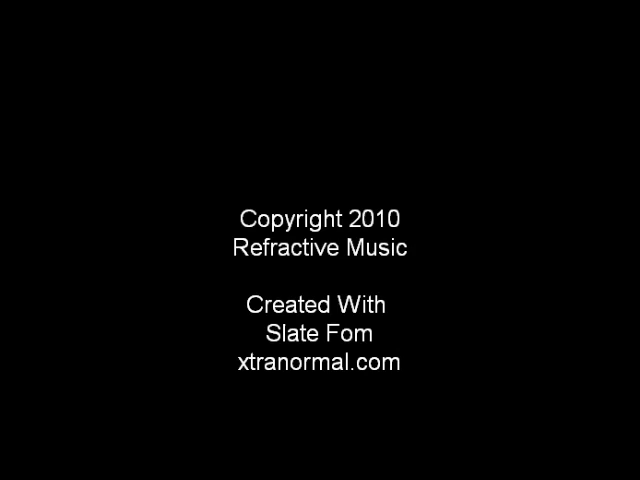 Copyright 2010
Refractive Music
Created With
Slate Fom
xtranormal.com